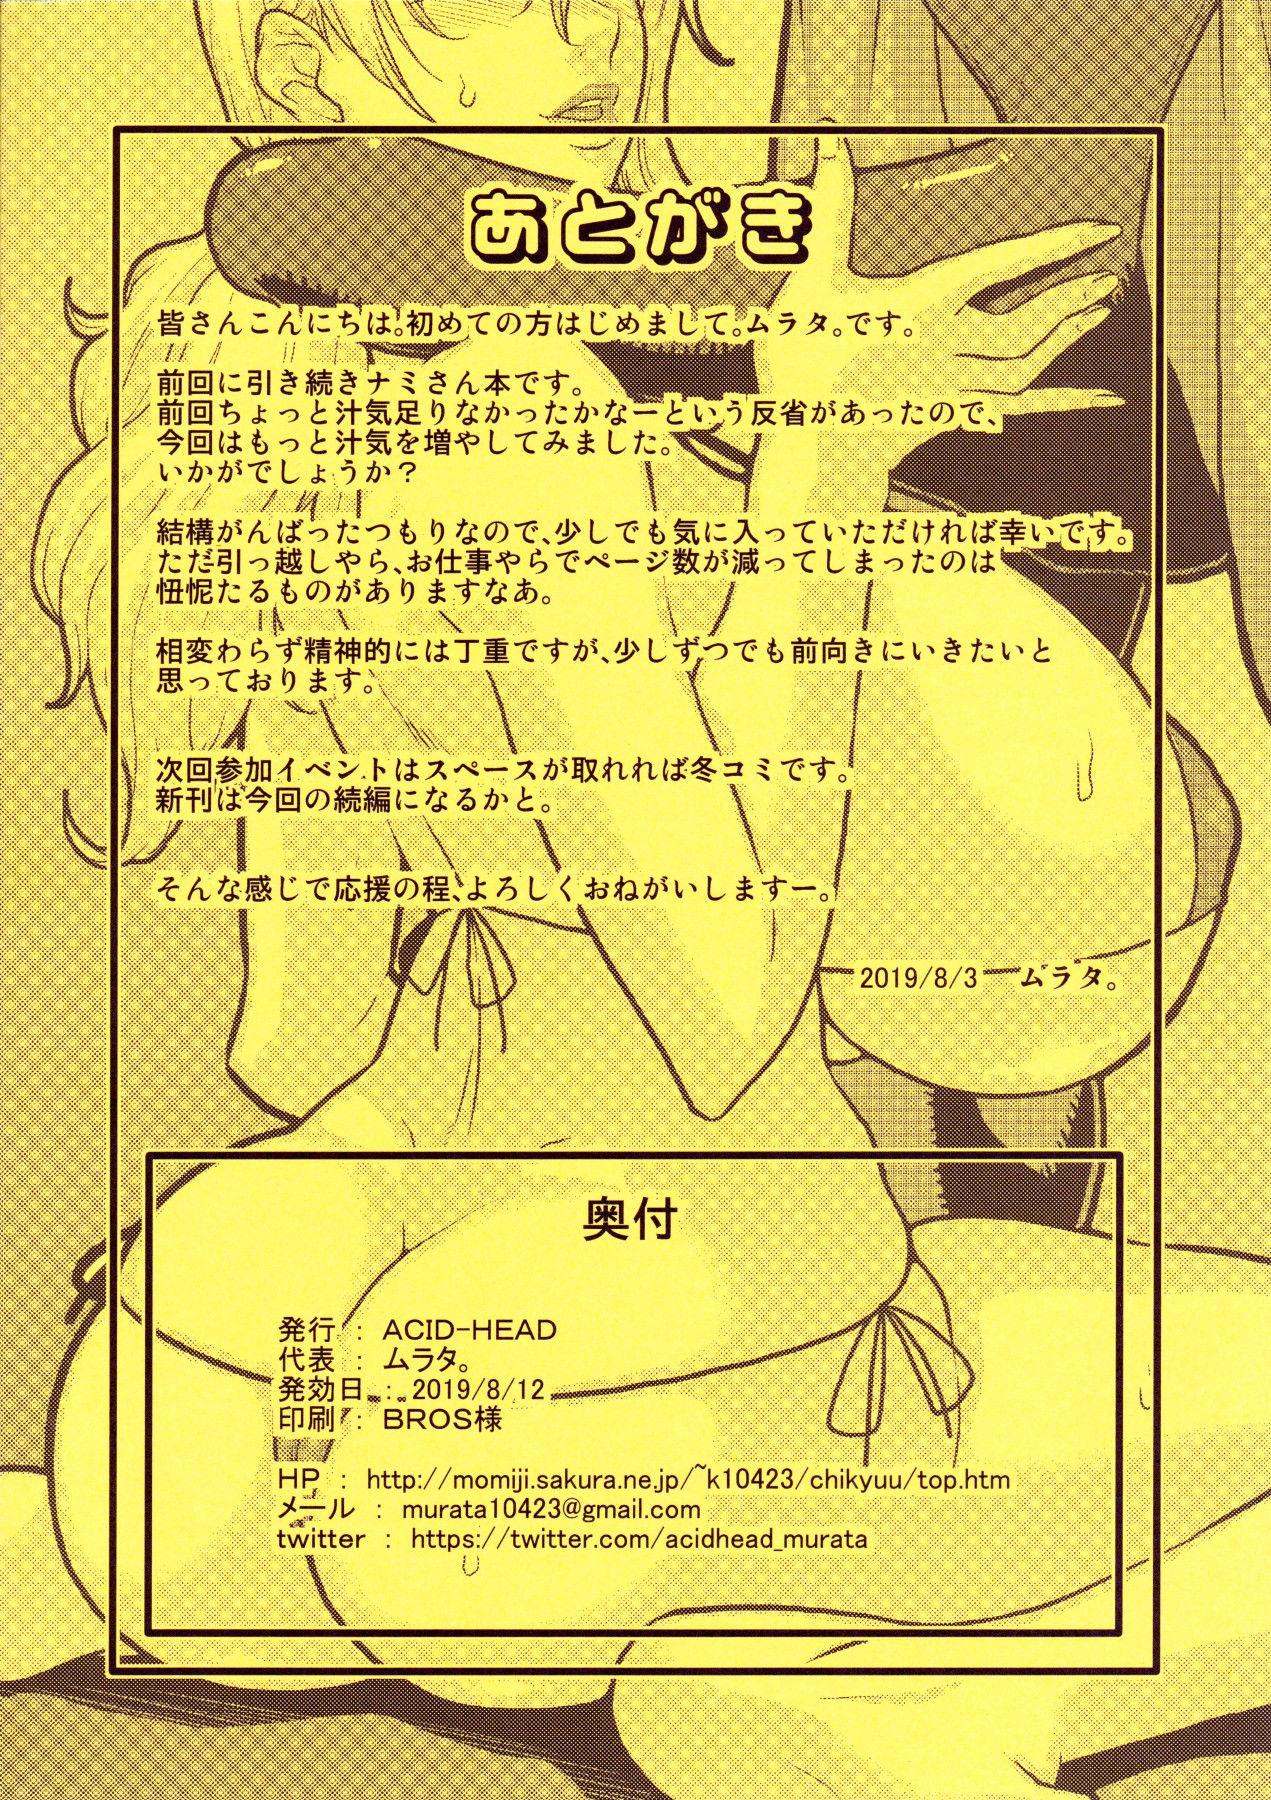 あとがき
皆さんこんにちは。初めての方はじめまして。ムラタ。です。
前回に引き続きナミさん本です。
前回ちょっと汁気足りなかったかなーという反省があったので、
今回はもっと汁気を増やしてみました。
いかがでしょうか？
結構がんばったつもりなので、少しでも気に入っていただければ幸いです。
ただ引っ越しやら、お仕事やらでページ数が減ってしまったのは
忸怩たるものがありますなあ。
相変わらず精神的には丁重ですが、少しずつでも前向きにいきたいと
思っております。
次回参加イベントはスペースが取れれば冬コミです。
新刊は今回の続編になるかと。
そんな感じで応援の程、よろしくおねがいしますー。
2019/8/3 ムラタ。
奥付
発行 : ACID-HEAD
代表 : ムラタ。
発効日 : 2019/8/12
印刷 : BROS様
HP : http://momiji.sakura.ne.jp/~k10423/chikyuu/top.htm
メール : murata10423@gmail.com
twitter : https://twitter.com/acidhead_murata